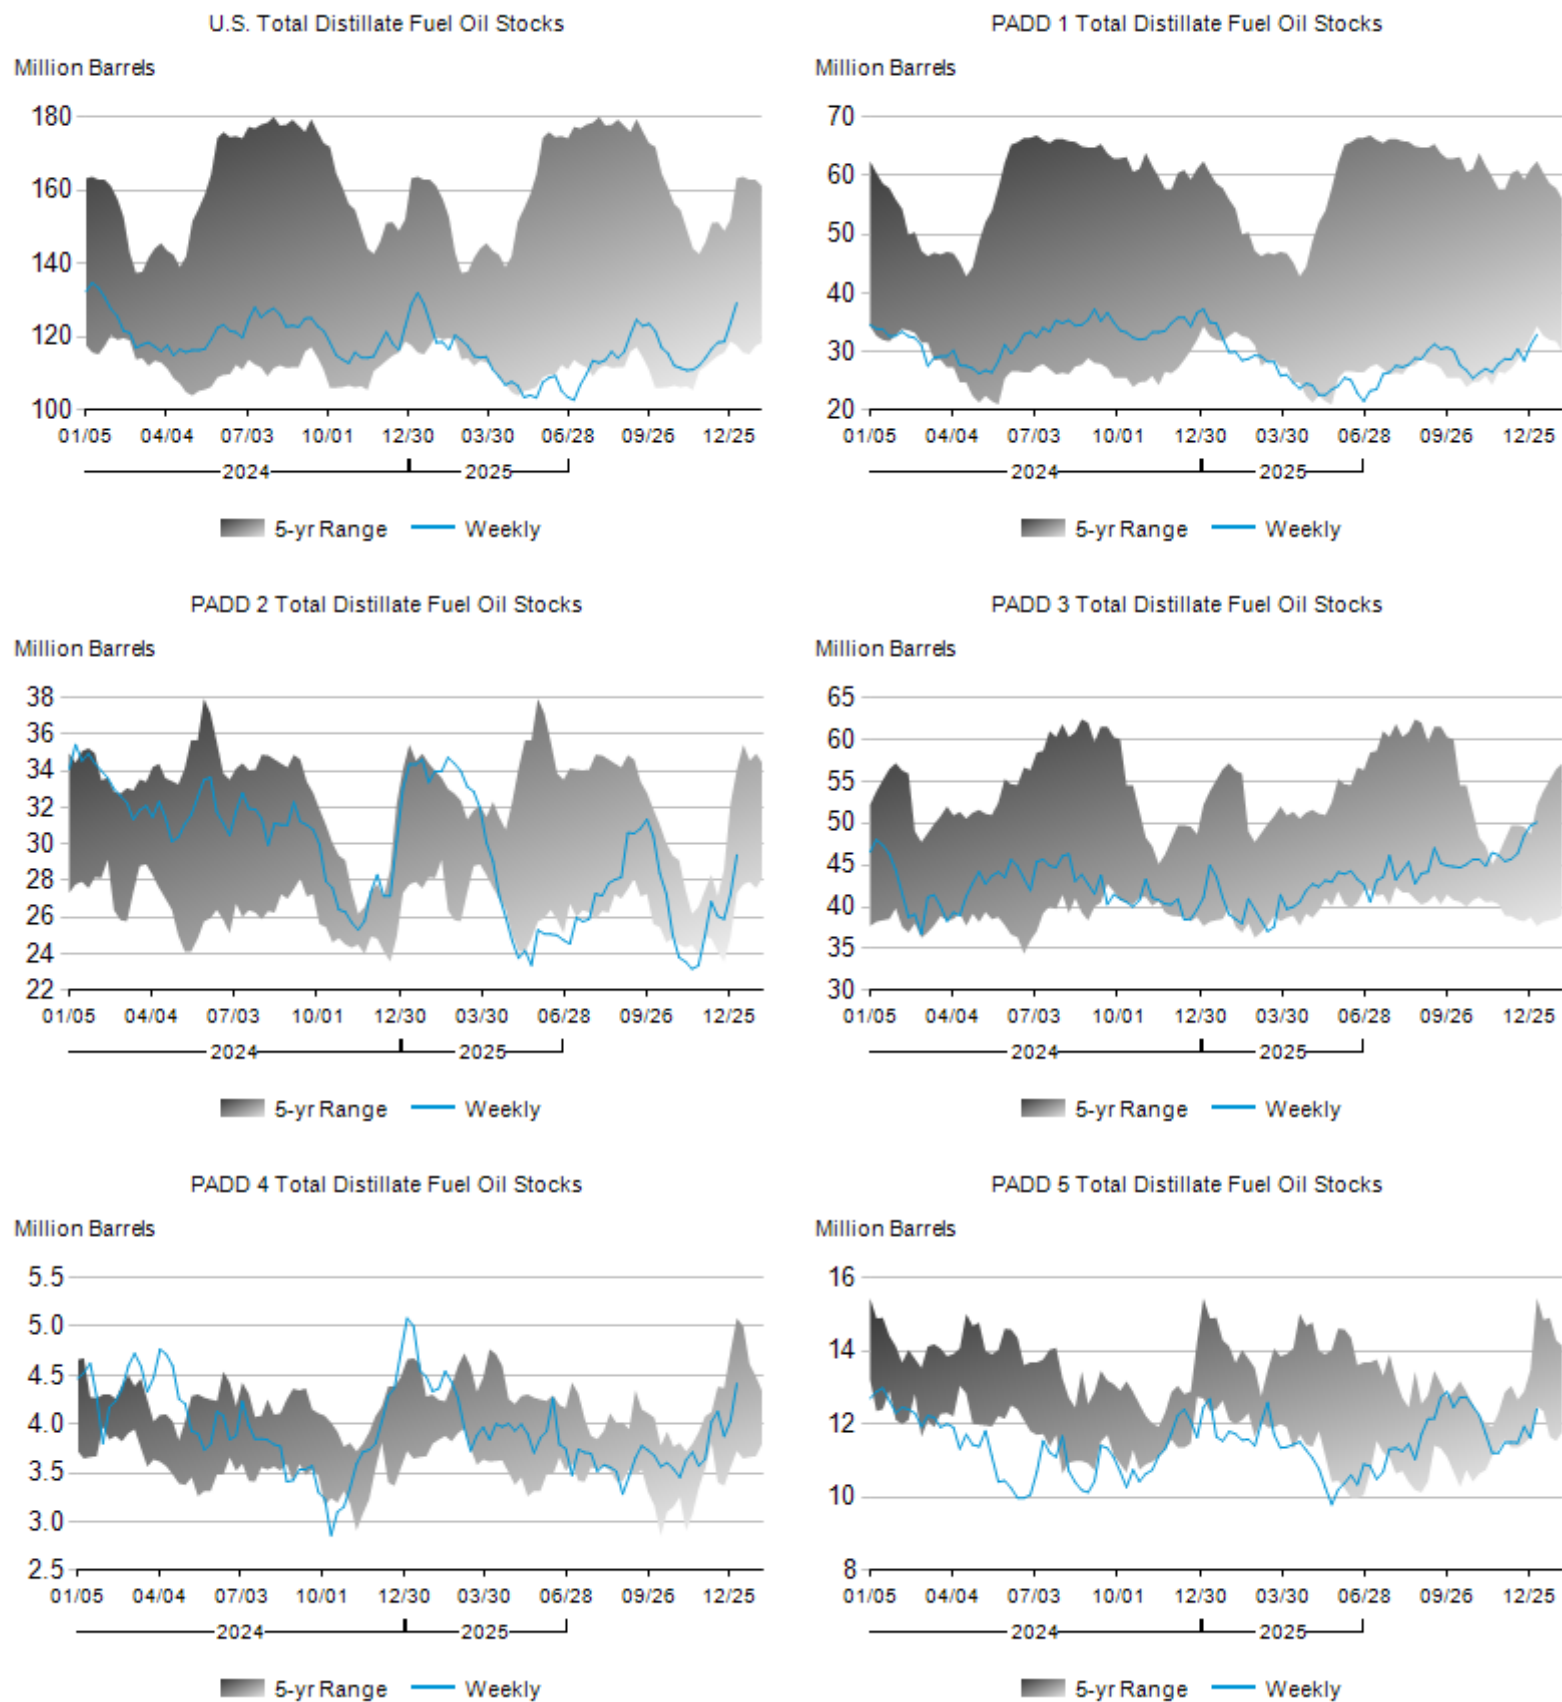 U.S. Total Distillate Fuel Oil Stocks
Million Barrels
180
160
140
120
100
01/05 04/04 07/03 10/01 12/30 03/30 06/28 09/26 12/25
2024 2025
5-yr Range Weekly
PADD 1 Total Distillate Fuel Oil Stocks
Million Barrels
70
60
50
40
30
20
01/05 04/04 07/03 10/01 12/30 03/30 06/28 09/26 12/25
2024 2025
5-yr Range Weekly
PADD 2 Total Distillate Fuel Oil Stocks
Million Barrels
38
36
34
32
30
28
26
24
22
01/05 04/04 07/03 10/01 12/30 03/30 06/28 09/26 12/25
2024 2025
5-yr Range Weekly
PADD 3 Total Distillate Fuel Oil Stocks
Million Barrels
65
60
55
50
45
40
35
30
01/05 04/04 07/03 10/01 12/30 03/30 06/28 09/26 12/25
2024 2025
5-yr Range Weekly
PADD 4 Total Distillate Fuel Oil Stocks
Million Barrels
5.5
5.0
4.5
4.0
3.5
3.0
2.5
01/05 04/04 07/03 10/01 12/30 03/30 06/28 09/26 12/25
2024 2025
5-yr Range Weekly
PADD 5 Total Distillate Fuel Oil Stocks
Million Barrels
16
14
12
10
8
01/05 04/04 07/03 10/01 12/30 03/30 06/28 09/26 12/25
2024 2025
5-yr Range Weekly